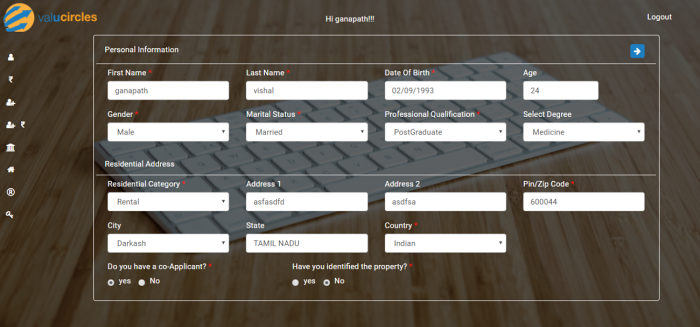 valucircles
Hi ganapath!!!
Logout
Personal Information
First Name * Last Name * Date Of Birth * Age
ganapath vishal 02/09/1993 24
Gender * Marital Status * Professional Qualification * Select Degree
Male Married PostGraduate Medicine
Residential Address
Residential Category * Address 1 Address 2 Pin/Zip Code *
Rental asfasdfd asdfsa 600044
City State Country *
Darkash TAMIL NADU Indian
Do you have a co-Applicant? * Have you identified the property? *
yes No yes No